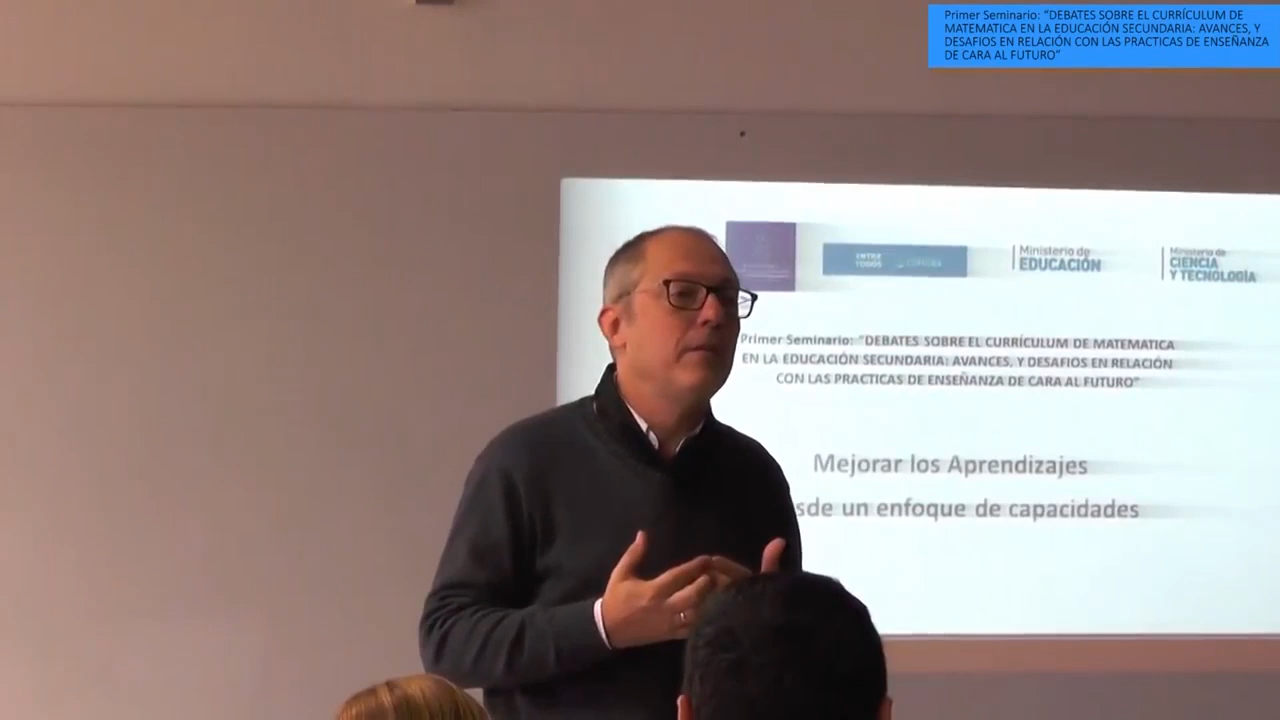 Primer Seminario: "DEBATES SOBRE EL CURRÍCULUM DE
MATEMATICA EN LA EDUCACIÓN SECUNDARIA: AVANCES, Y
DESAFIOS EN RELACIÓN CON LAS PRACTICAS DE ENSEÑANZA
DE CARA AL FUTURO"
ENTRE
TODOS
Ministerio de
EDUCACIÓN
Ministerio de
CIENCIA
Y TECNOLOGÍA
Primer Seminario: "DEBATES SOBRE EL CURRÍCULUM DE MATEMATICA
EN LA EDUCACIÓN SECUNDARIA: AVANCES, Y DESAFIOS EN RELACIÓN
CON LAS PRACTICAS DE ENSEÑANZA DE CARA AL FUTURO"
Mejorar los Aprendizajes
sde un enfoque de capacidades